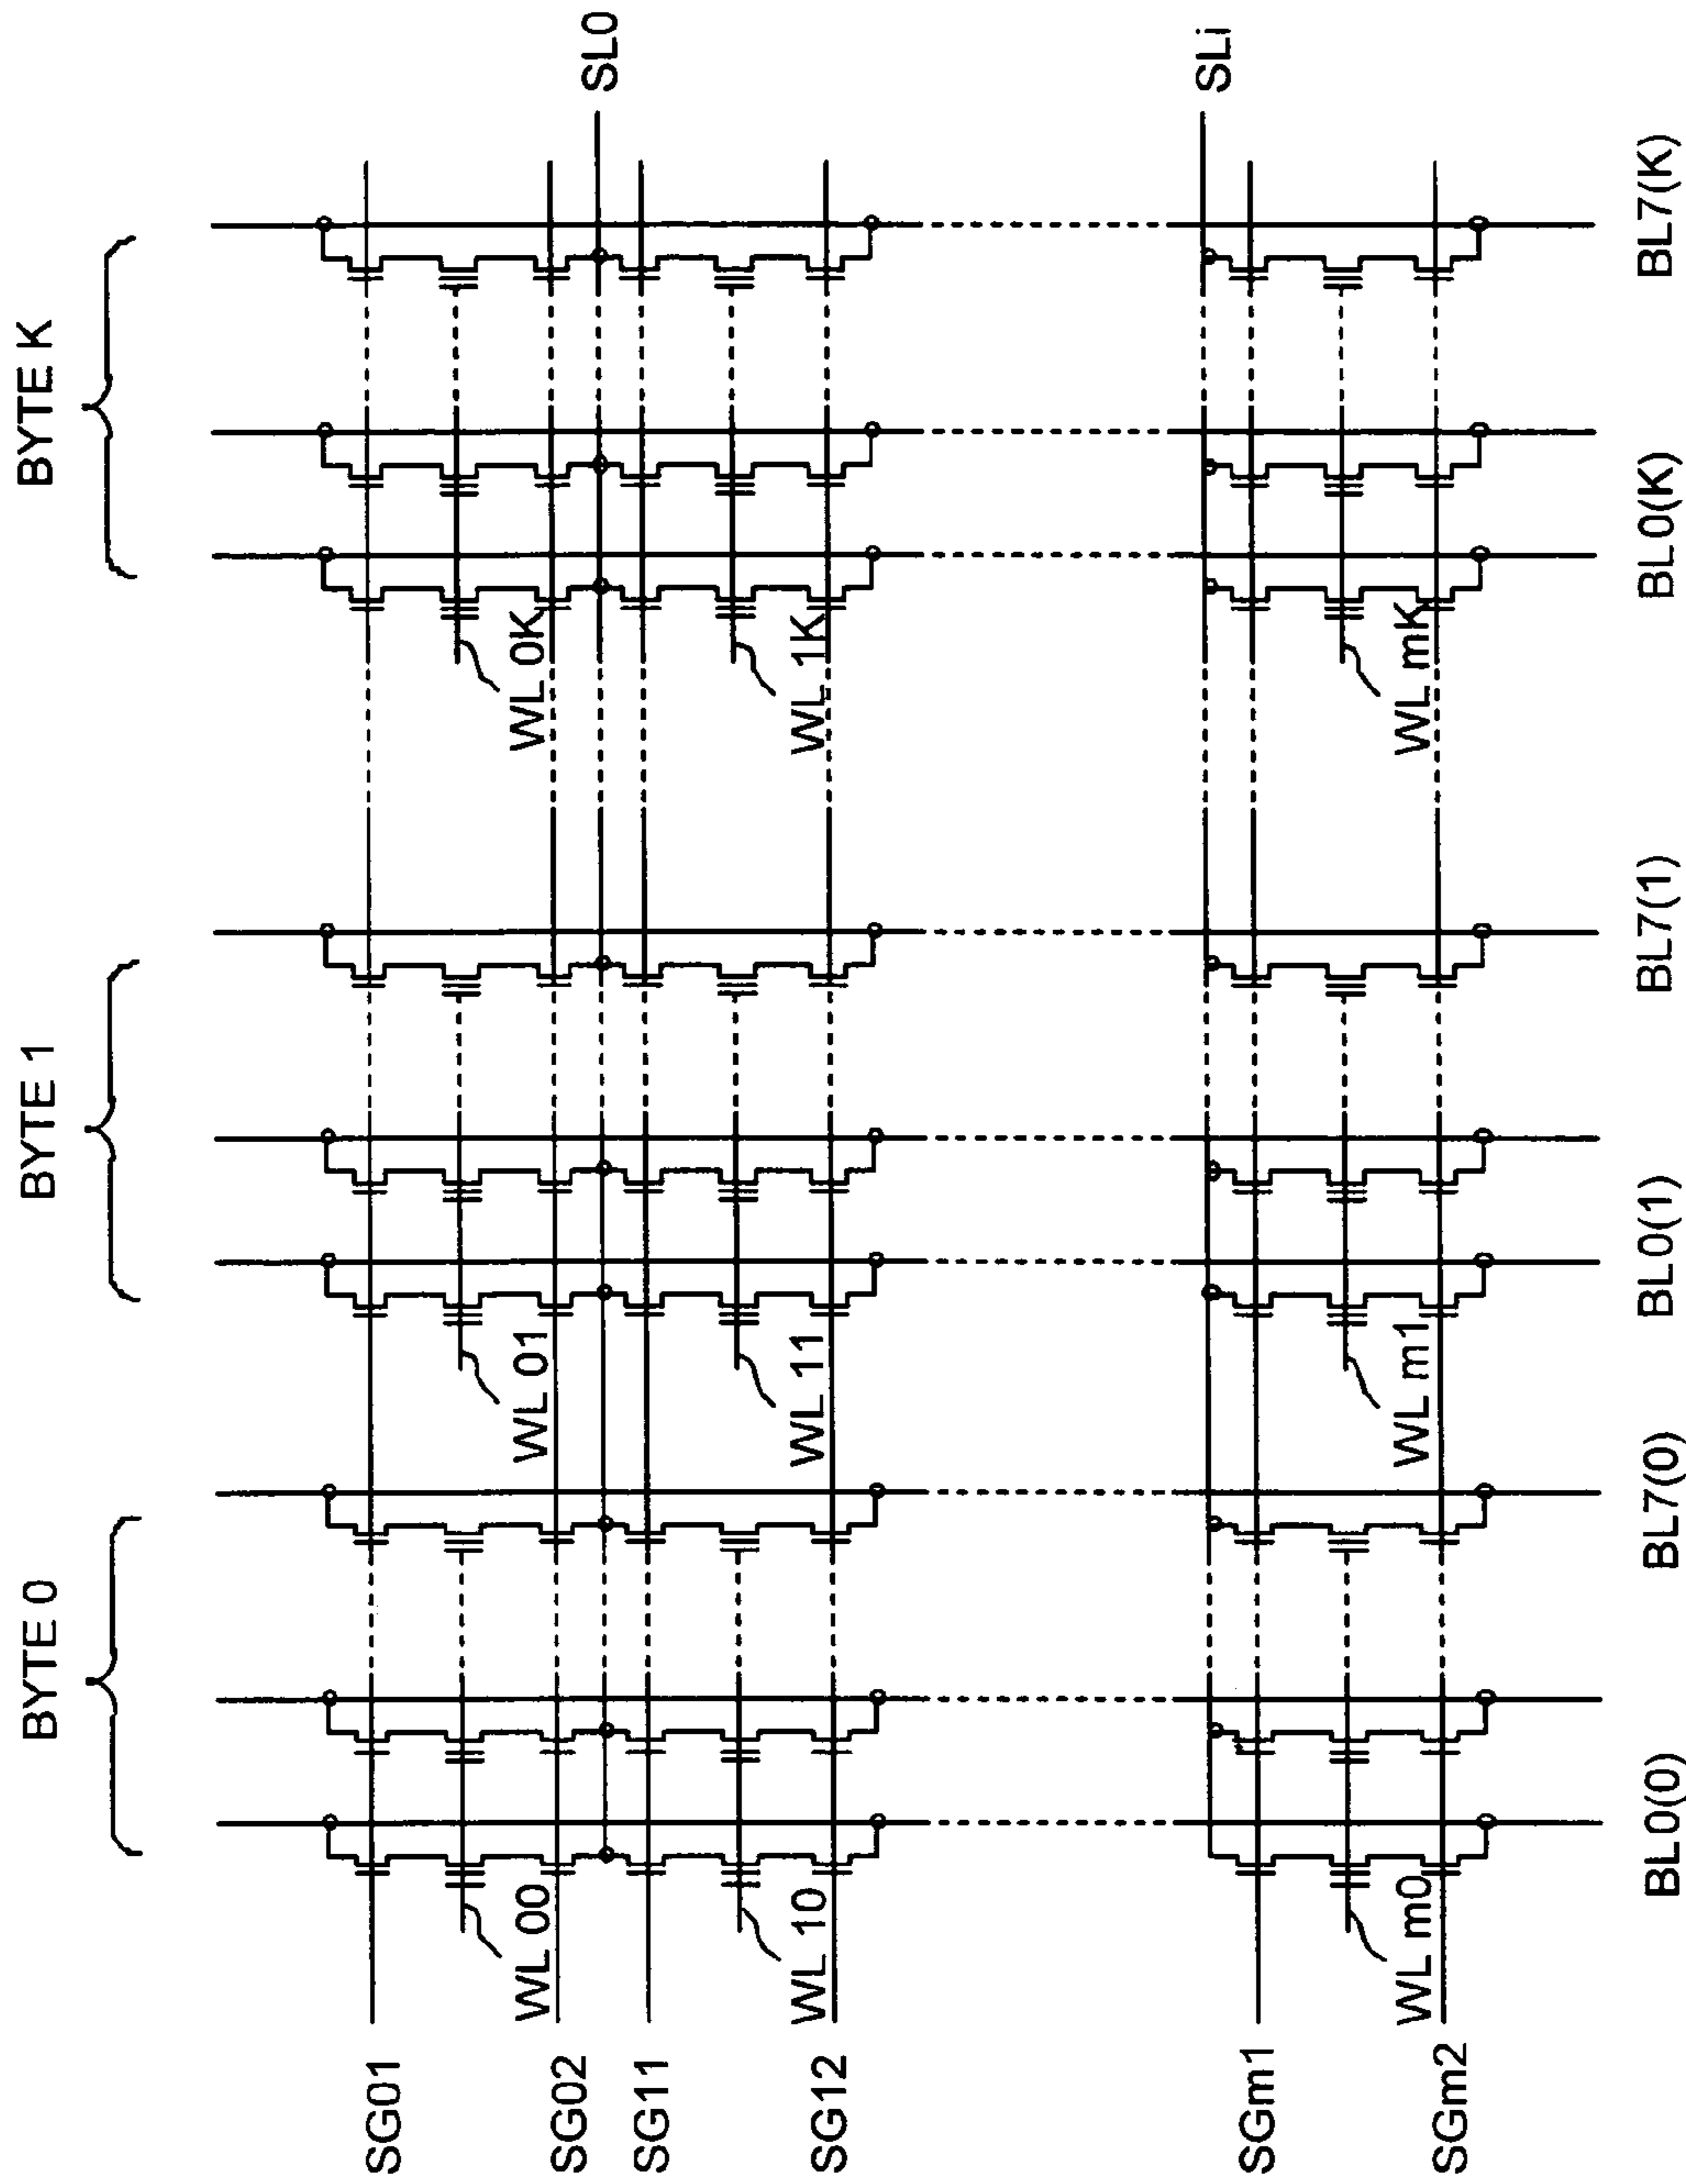 BYTE 0
BYTE 1
BYTE K
SG01
WL 00
WL 01
WL 0K
SG02
SL0
SG11
WL 10
WL 11
WL 1K
SG12
SLi
SGm1
WL m0
WL m1
WL mK
SGm2
BL0(0)
BL7(0)
BL0(1)
BL7(1)
BL0(K)
BL7(K)